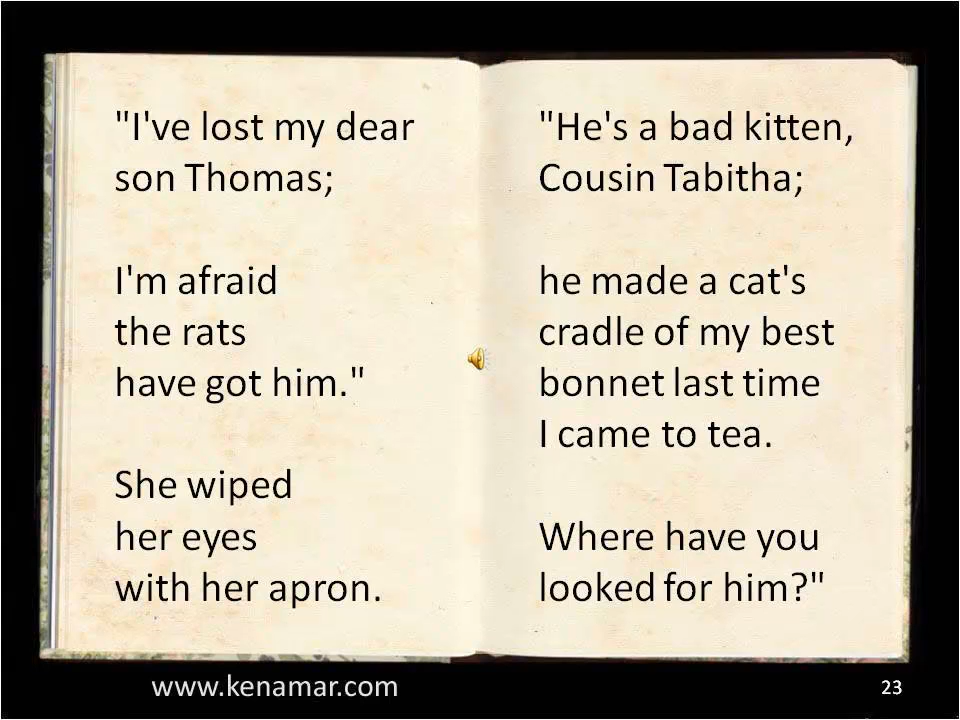 "I've lost my dear
son Thomas;
I'm afraid
the rats
have got him."
She wiped
her eyes
with her apron.
"He's a bad kitten,
Cousin Tabitha;
he made a cat's
cradle of my best
bonnet last time
I came to tea.
Where have you
looked for him?"
www.kenamar.com
23